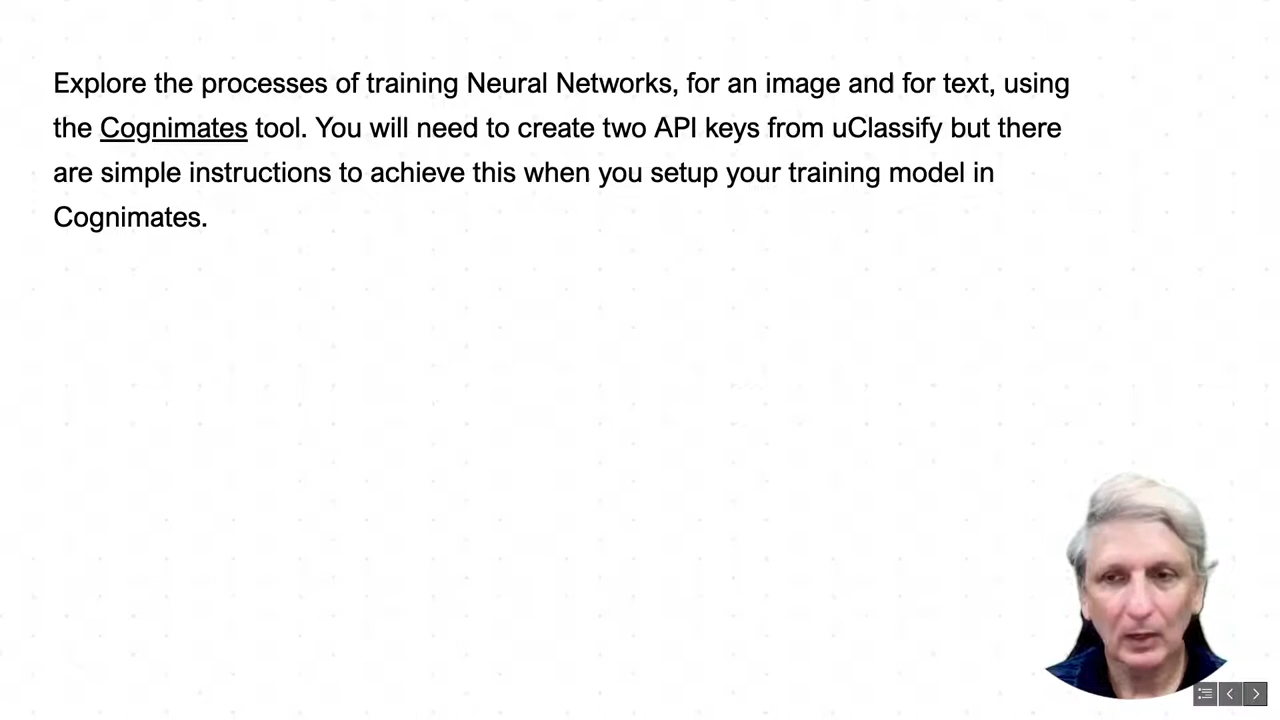 Explore the processes of training Neural Networks, for an image and for text, using
the Cognimates tool. You will need to create two API keys from uClassify but there
are simple instructions to achieve this when you setup your training model in
Cognimates.